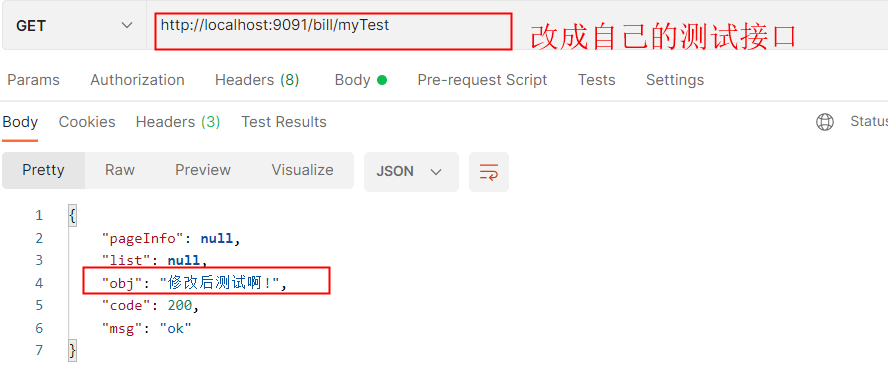 GET http://localhost:9091/bill/myTest 改成自己的测试接口
Params Authorization Headers (8) Body Pre-request Script Tests Settings
Body Cookies Headers (3) Test Results Status
Pretty Raw Preview Visualize JSON
1 {
2 "pageInfo": null,
3 "list": null,
4 "obj": "修改后测试啊!",
5 "code": 200,
6 "msg": "ok"
7 }